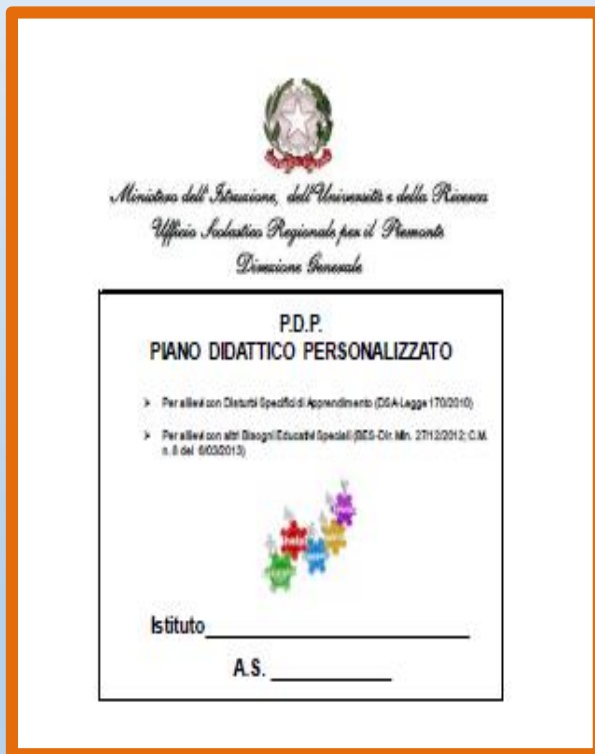 Ministero dell'Istruzione, dell'Università e della Ricerca
Ufficio Scolastico Regionale per il Piemonte
Direzione Generale
P.D.P.
PIANO DIDATTICO PERSONALIZZATO
➢ Per allievi con Disturbi Specifici di Apprendimento (DSA-Legge 170/2010)
➢ Per allievi con altri Bisogni Educativi Speciali (BES-Dir. Min. 27/12/2012; C.M.
n. 8 del 6/03/2013)
Istituto
A.S.